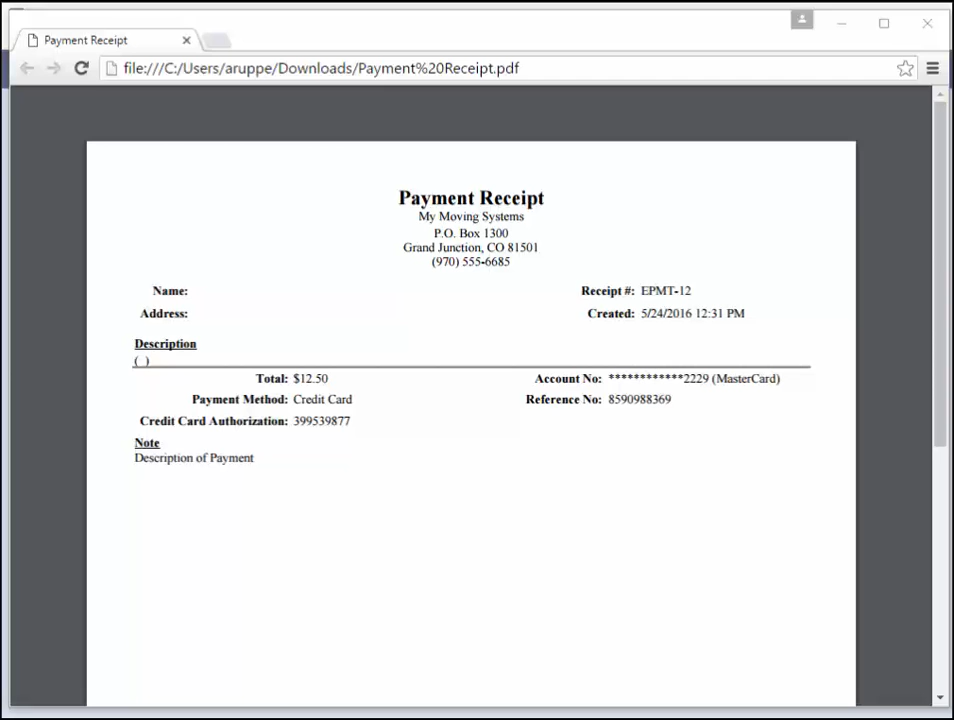 Payment Receipt
file:///C:/Users/aruppe/Downloads/Payment%20Receipt.pdf
Payment Receipt
My Moving Systems
P.O. Box 1300
Grand Junction, CO 81501
(970) 555-6685
Name: Receipt #: EPMT-12
Address: Created: 5/24/2016 12:31 PM
Description
( )
Total: $12.50 Account No: ************2229 (MasterCard)
Payment Method: Credit Card Reference No: 8590988369
Credit Card Authorization: 399539877
Note
Description of Payment